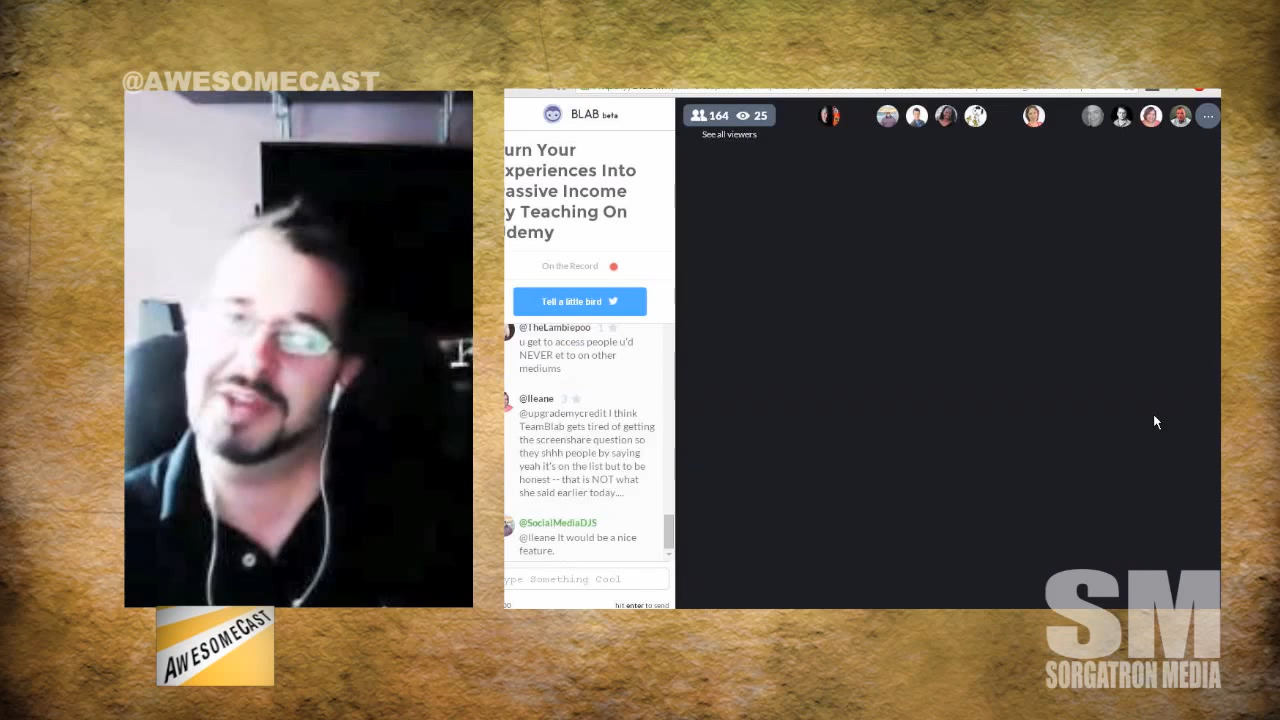 @AWESOMECAST
BLAB beta
164 25
See all viewers
urn Your
xperiences Into
assive Income
y Teaching On
demy
On the Record
Tell a little bird
@TheLambiepoo 1
u get to access people u'd
NEVER et to on other
mediums
@Ileane 3
@upgrademycredit I think
TeamBlab gets tired of getting
the screenshare question so
they shhh people by saying
yeah it's on the list but to be
honest -- that is NOT what
she said earlier today....
@SocialMediaDJS
@Ileane It would be a nice
feature.
ype Something Cool
hit enter to send
AWESOMECAST
SM
SORGATRON MEDIA